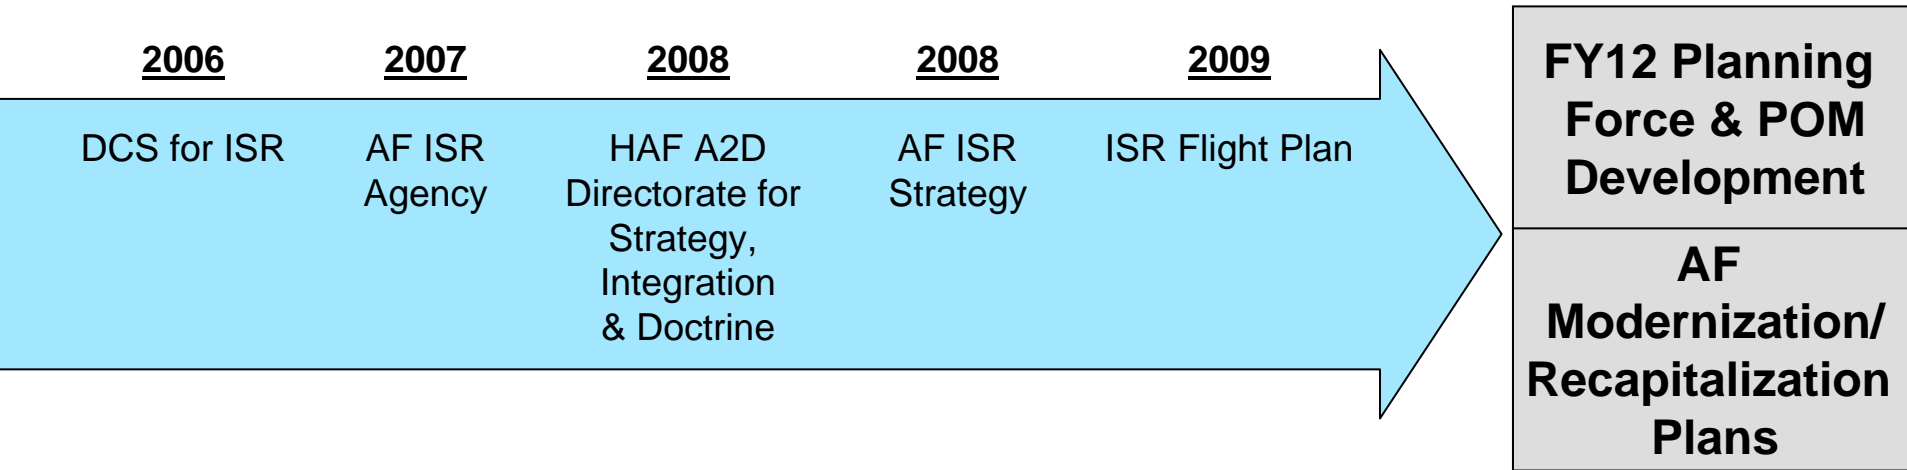 2006
DCS for ISR
2007
AF ISR
Agency
2008
HAF A2D
Directorate for
Strategy,
Integration
& Doctrine
2008
AF ISR
Strategy
2009
ISR Flight Plan
FY12 Planning
Force & POM
Development
AF
Modernization/
Recapitalization
Plans